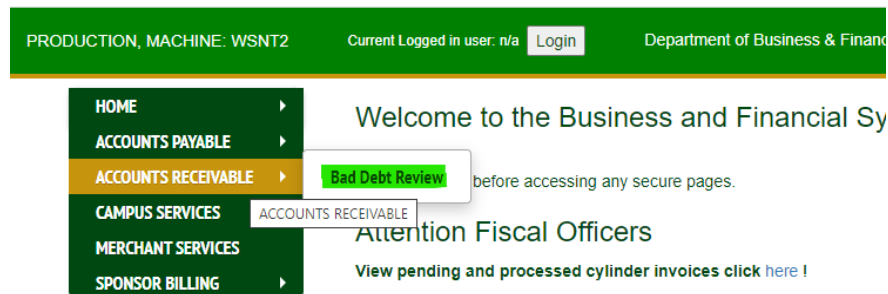 PRODUCTION, MACHINE: WSNT2 Current Logged in user: n/a Login Department of Business & Financ
HOME
ACCOUNTS PAYABLE
ACCOUNTS RECEIVABLE
CAMPUS SERVICES
MERCHANT SERVICES
SPONSOR BILLING
Bad Debt Review
ACCOUNTS RECEIVABLE
Welcome to the Business and Financial Sy
before accessing any secure pages.
Attention Fiscal Officers
View pending and processed cylinder invoices click here !